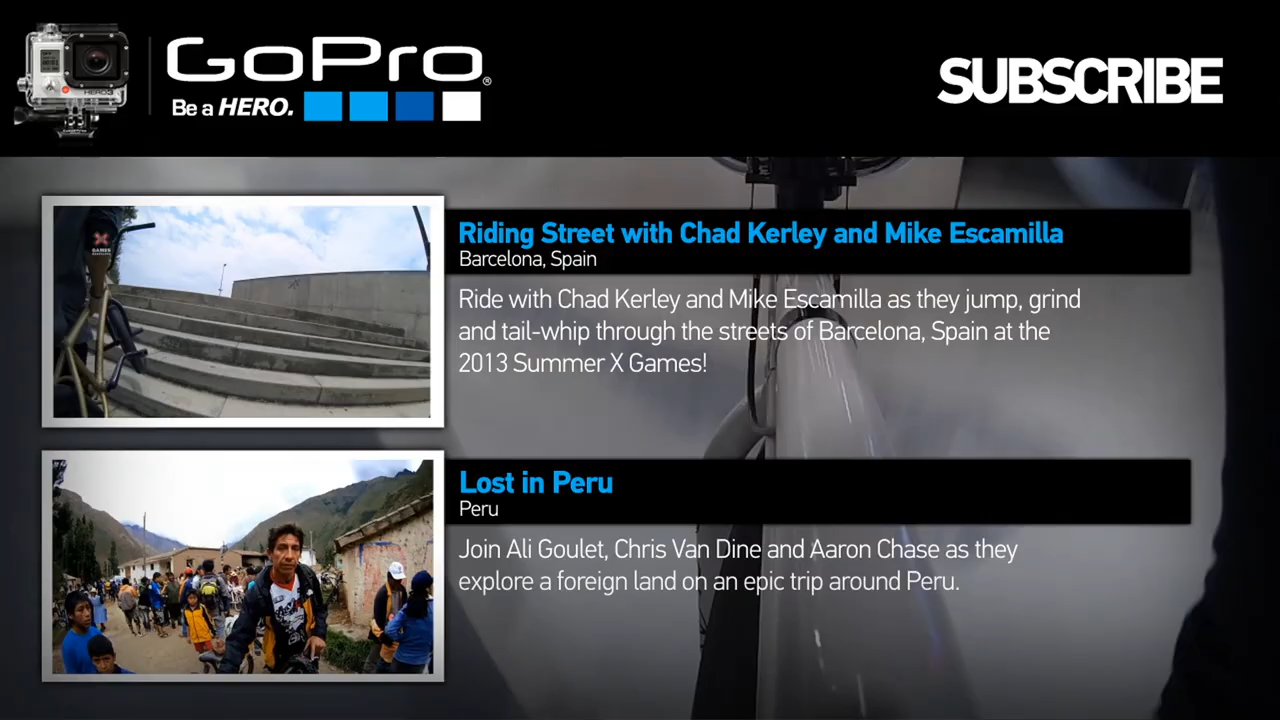 GoPro®
Be a HERO.
SUBSCRIBE
HERO3
X GAMES
Riding Street with Chad Kerley and Mike Escamilla
Barcelona, Spain
Ride with Chad Kerley and Mike Escamilla as they jump, grind
and tail-whip through the streets of Barcelona, Spain at the
2013 Summer X Games!
Lost in Peru
Peru
Join Ali Goulet, Chris Van Dine and Aaron Chase as they
explore a foreign land on an epic trip around Peru.